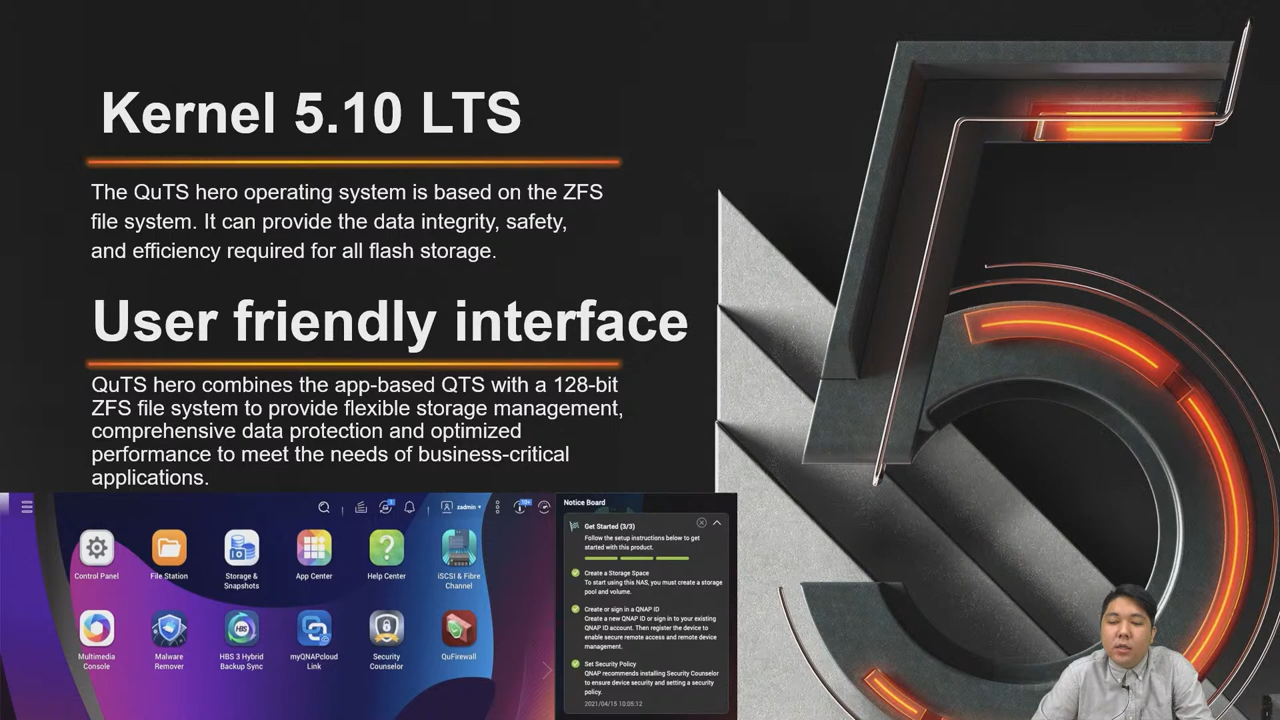 Kernel 5.10 LTS
The QuTS hero operating system is based on the ZFS
file system. It can provide the data integrity, safety,
and efficiency required for all flash storage.
User friendly interface
QuTS hero combines the app-based QTS with a 128-bit
ZFS file system to provide flexible storage management,
comprehensive data protection and optimized
performance to meet the needs of business-critical
applications.
zadmin
10+
Control Panel
File Station
Storage &
Snapshots
App Center
Help Center
iSCSI & Fibre
Channel
HBS
Multimedia
Console
Malware
Remover
HBS 3 Hybrid
Backup Sync
myQNAPcloud
Link
Security
Counselor
QuFirewall
Notice Board
Get Started (3/3)
Follow the setup instructions below to get
started with this product.
Create a Storage Space
To start using this NAS, you must create a storage
pool and volume.
Create or sign in a QNAP ID
Create a new QNAP ID or sign in to your existing
QNAP ID account. Then register the device to
enable secure remote access and remote device
management.
Set Security Policy
QNAP recommends installing Security Counselor
to ensure device security and setting a security
policy.
2021/04/15 10:05:12
5